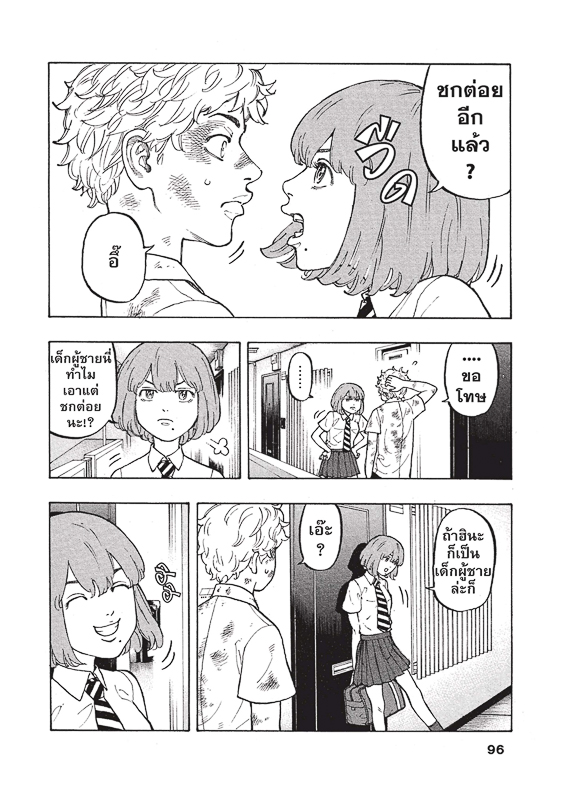 ชกต่อย
อีก
แล้ว
?
วี้ด
อึ๊
....
ขอ
โทษ
......
เด็กผู้ชายนี่
ทำไม
เอาแต่
ชกต่อย
นะ!?
ถ้าฮินะ
ก็เป็น
เด็กผู้ชาย
ล่ะก็
เอ๊ะ
?
ฮุฮุ
96